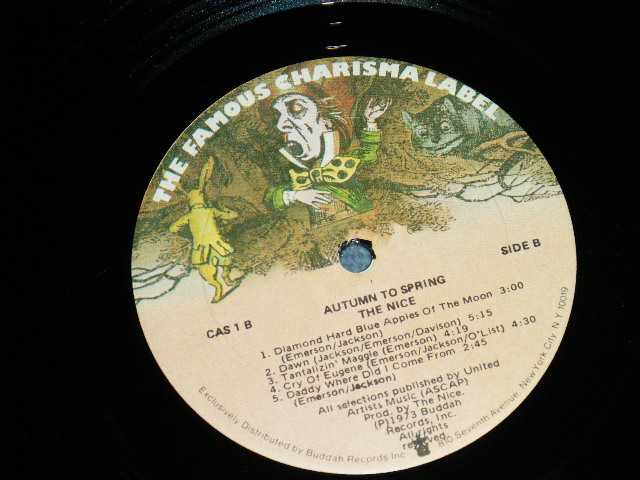 THE FAMOUS CHARISMA LABEL
SIDE B
AUTUMN TO SPRING
THE NICE
CAS 1 B
1. Diamond Hard Blue Apples Of The Moon 3:00
(Emerson/Jackson)
2. Dawn (Jackson/Emerson/Davison) 5:15
3. Tantalizin' Maggie (Emerson) 4:19
4. Cry Of Eugene (Emerson/Jackson/O'List) 4:30
5. Daddy Where Did I Come From 2:45
(Emerson/Jackson)
All selections published by United
Artists Music (ASCAP)
Prod. by The Nice.
(P)1973 Buddah
Records, Inc.
All rights
reserved.
Exclusively Distributed by Buddah Records Inc. 810 Seventh Avenue, New York City, N.Y. 10019